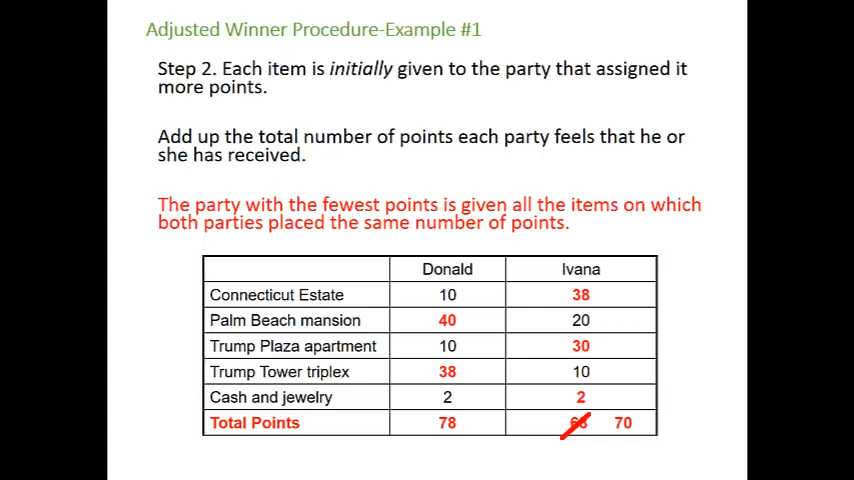 Adjusted Winner Procedure-Example #1
Step 2. Each item is initially given to the party that assigned it
more points.
Add up the total number of points each party feels that he or
she has received.
The party with the fewest points is given all the items on which
both parties placed the same number of points.
Donald Ivana
Connecticut Estate 10 38
Palm Beach mansion 40 20
Trump Plaza apartment 10 30
Trump Tower triplex 38 10
Cash and jewelry 2 2
Total Points 78 68 70